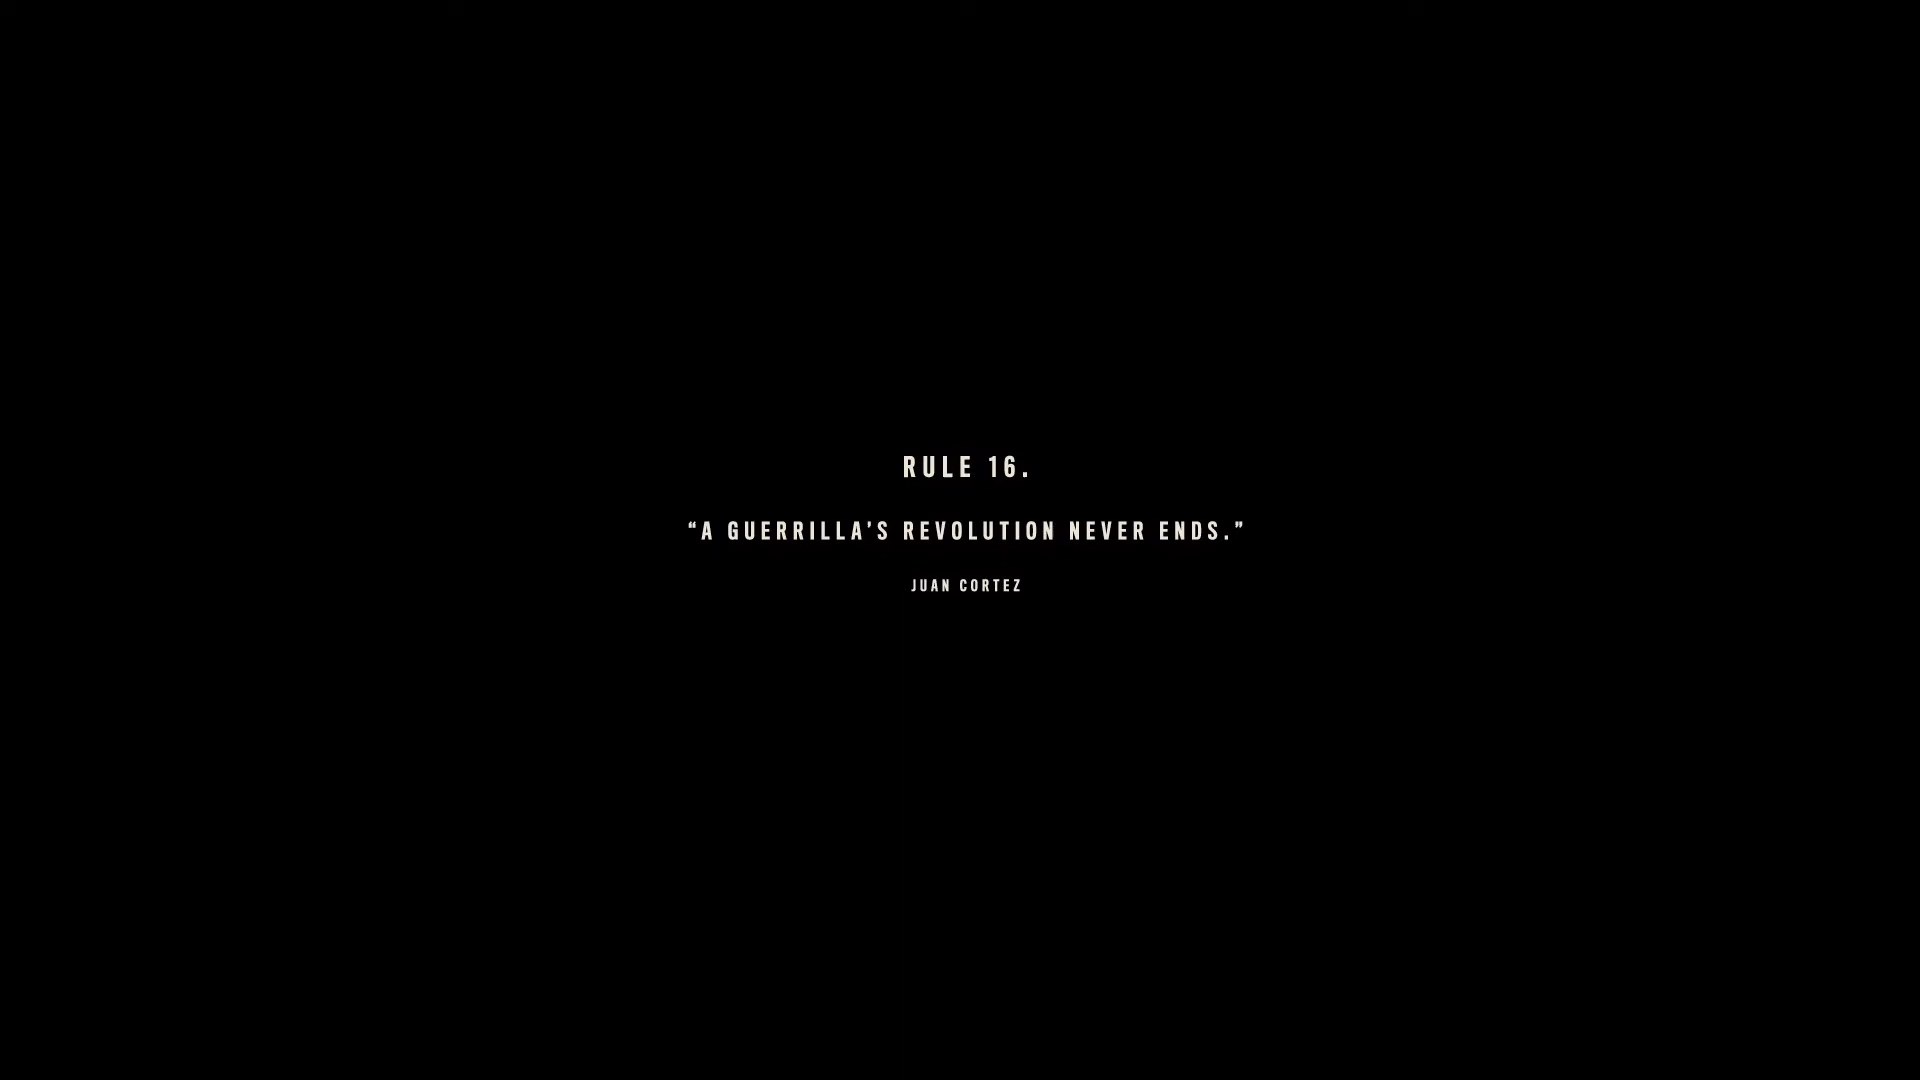 RULE 16.
“A GUERRILLA’S REVOLUTION NEVER ENDS.”
JUAN CORTEZ